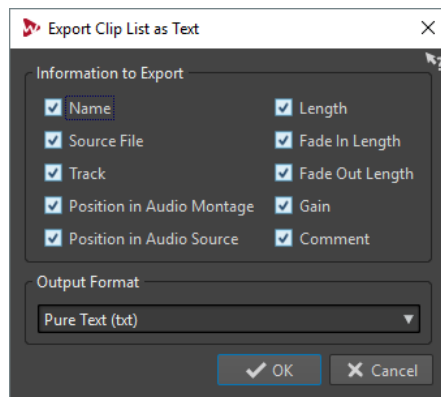 Export Clip List as Text
Information to Export
Name
Source File
Track
Position in Audio Montage
Position in Audio Source
Length
Fade In Length
Fade Out Length
Gain
Comment
Output Format
Pure Text (txt)
OK
Cancel